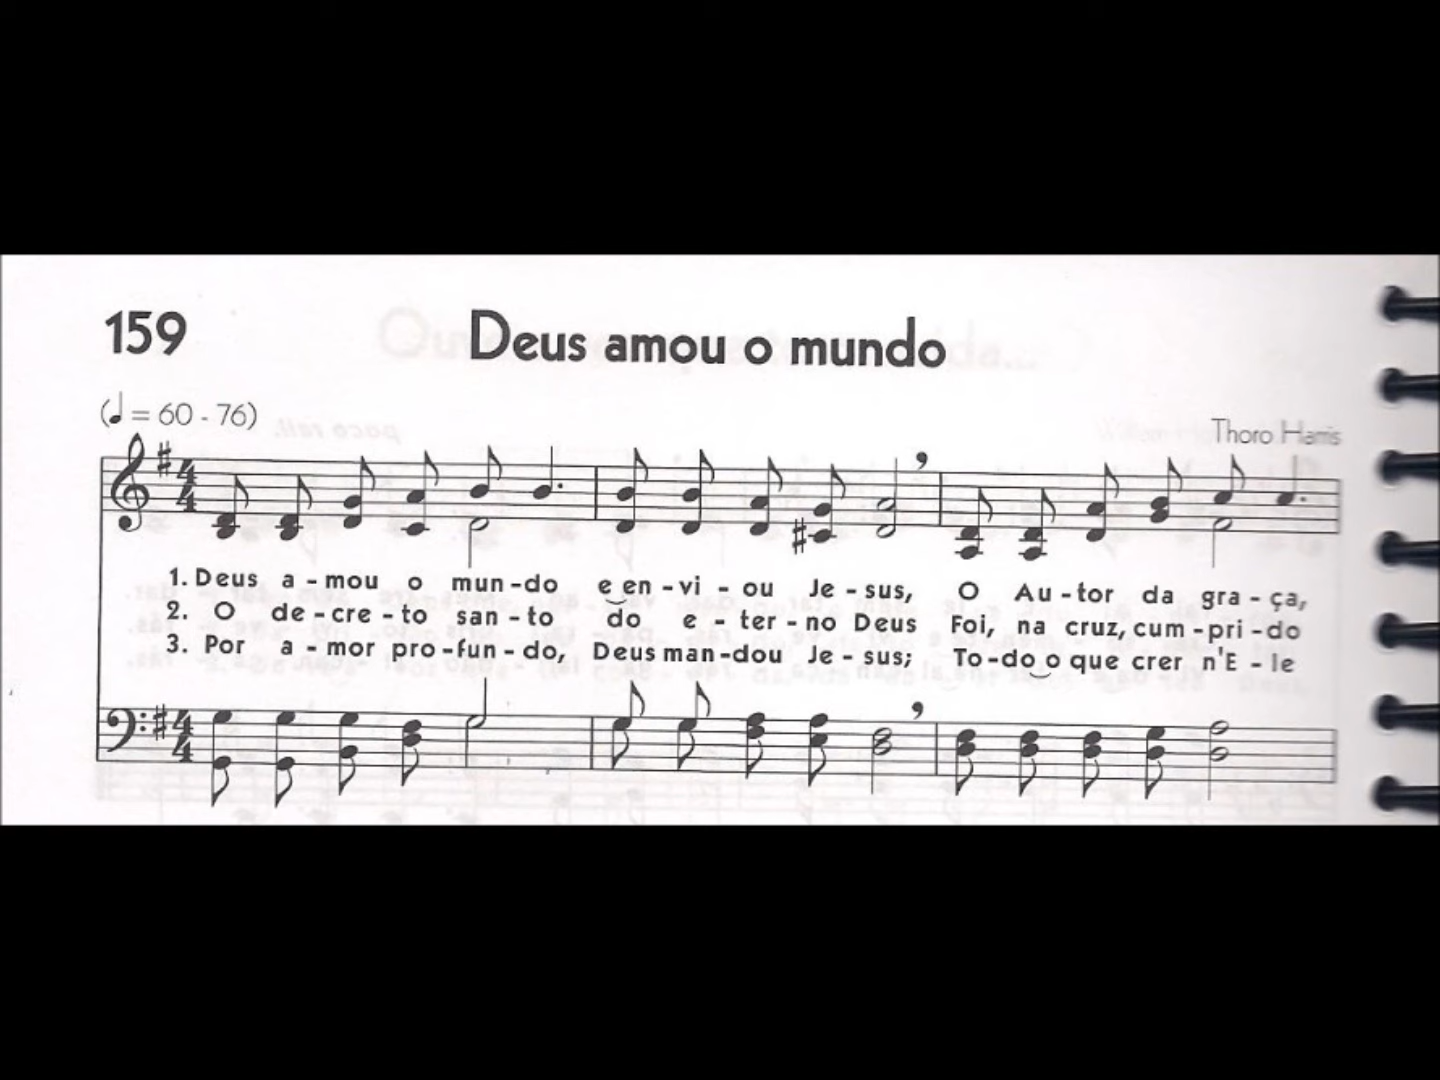 159
Deus amou o mundo
(♩ = 60 - 76)
Thoro Harris
1. Deus a - mou o mun - do e en - vi - ou Je - sus, O Au - tor da gra - ça,
2. O de - cre - to san - to do e - ter - no Deus Foi, na cruz, cum - pri - do
3. Por a - mor pro - fun - do, Deus man - dou Je - sus; To - do o que crer n'E - le